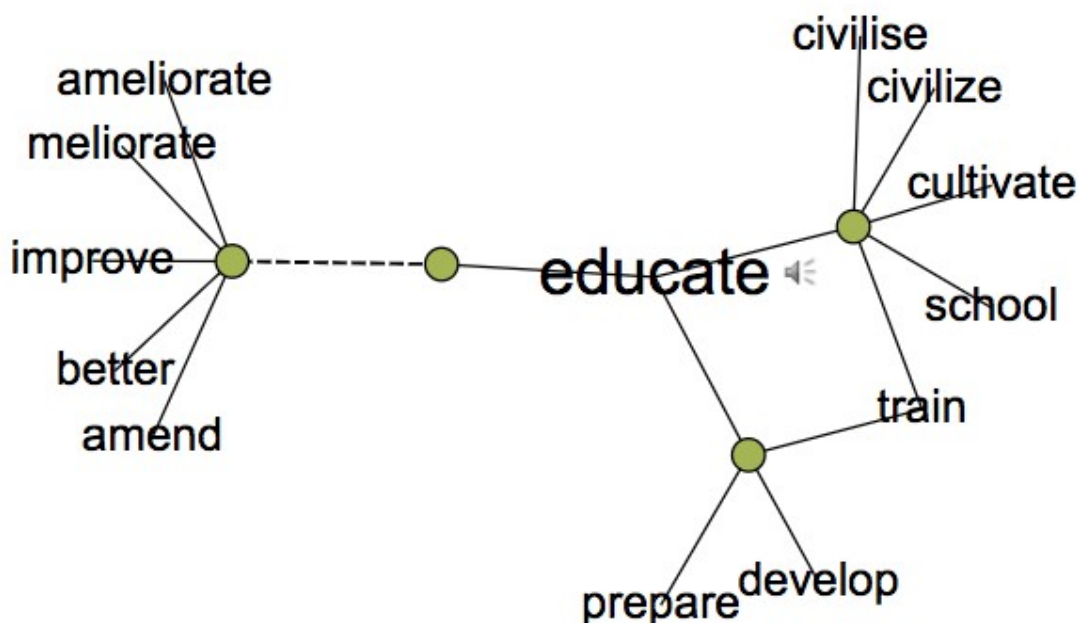 civilise
ameliorate
civilize
meliorate
cultivate
improve
educate
school
better
train
amend
prepare
develop